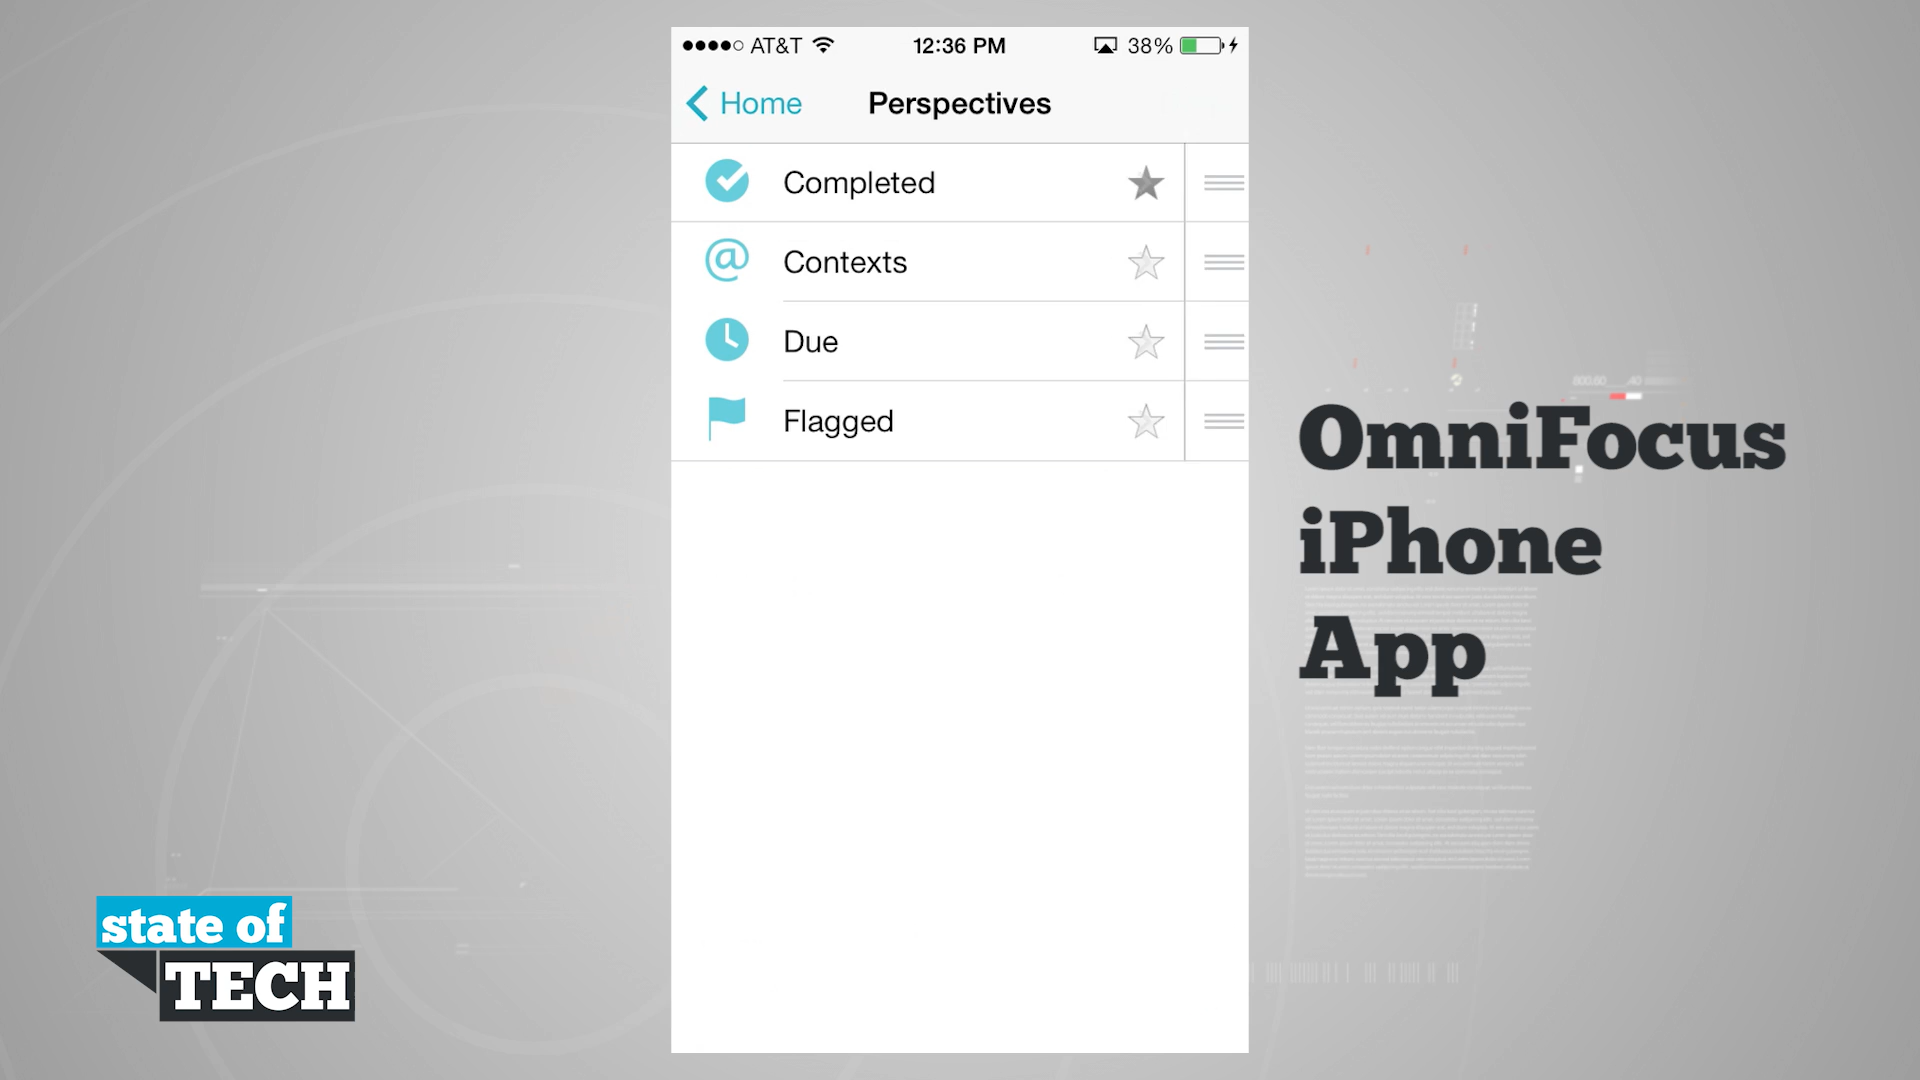 AT&T 12:36 PM 38%
Home Perspectives
Completed
@ Contexts
Due
Flagged
OmniFocus
iPhone
App
state of
TECH